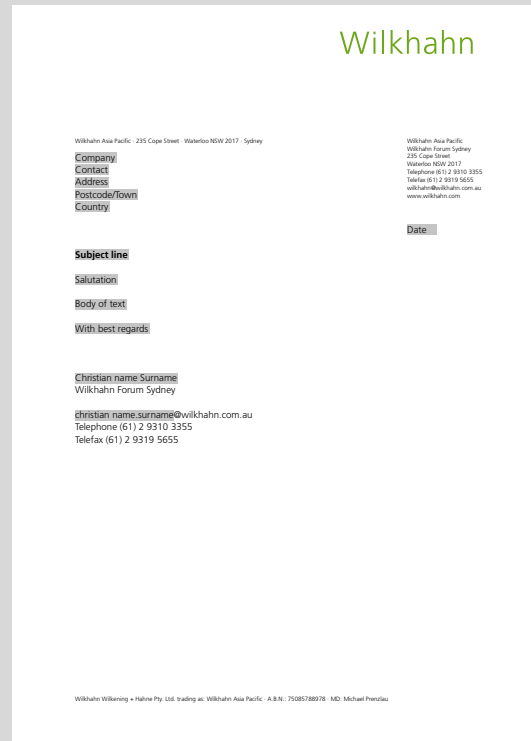 Wilkhahn
Wilkhahn Asia Pacific · 235 Cope Street · Waterloo NSW 2017 · Sydney
Company
Contact
Address
Postcode/Town
Country
Wilkhahn Asia Pacific
Wilkhahn Forum Sydney
235 Cope Street
Waterloo NSW 2017
Telephone (61) 2 9310 3355
Telefax (61) 2 9319 5655
wilkhahn@wilkhahn.com.au
www.wilkhahn.com
Date
Subject line
Salutation
Body of text
With best regards
Christian name Surname
Wilkhahn Forum Sydney
christian name.surname@wilkhahn.com.au
Telephone (61) 2 9310 3355
Telefax (61) 2 9319 5655
Wilkhahn Wilkening + Hahne Pty. Ltd. trading as: Wilkhahn Asia Pacific · A.B.N.: 75085788978 · MD: Michael Prenzlau